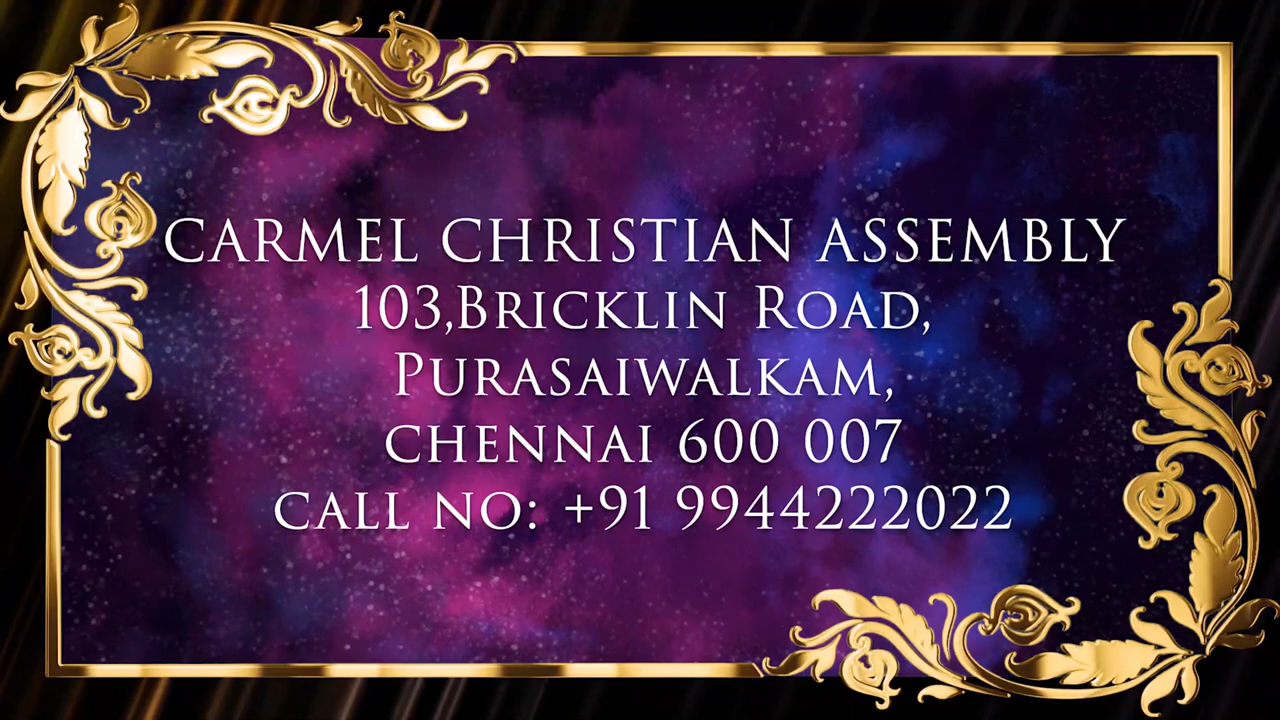 CARMEL CHRISTIAN ASSEMBLY
103,BRICKLIN ROAD,
PURASAIWALKAM,
CHENNAI 600 007
CALL NO: +91 9944222022